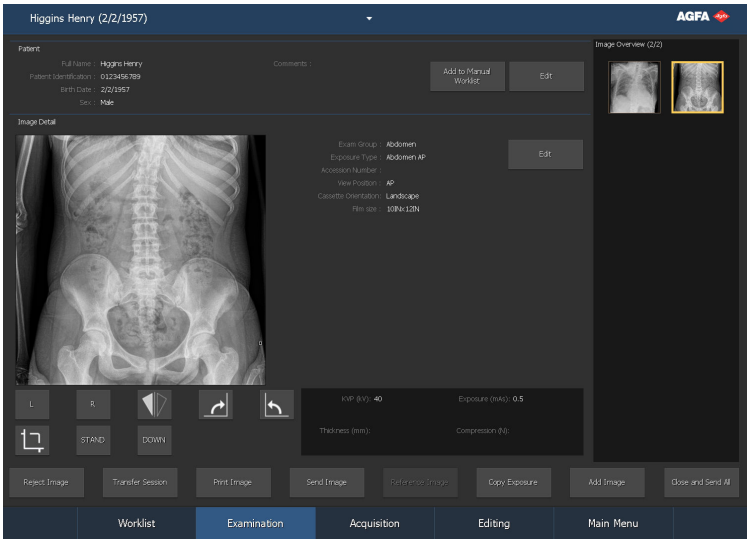 Higgins Henry (2/2/1957)
AGFA
Patient
Full Name : Higgins Henry
Comments :
Patient Identification : 0123456789
Birth Date : 2/2/1957
Sex : Male
Add to Manual
Worklist
Edit
Image Overview (2/2)
Image Detail
Exam Group : Abdomen
Exposure Type : Abdomen AP
Accession Number :
View Position : AP
Cassette Orientation: Landscape
Film size : 10INx12IN
Edit
L
R
STAND
DOWN
KVP (kV): 40
Exposure (mAs): 0.5
Thickness (mm):
Compression (N):
Reject Image
Transfer Session
Print Image
Send Image
Reference Image
Copy Exposure
Add Image
Close and Send All
Worklist
Examination
Acquisition
Editing
Main Menu